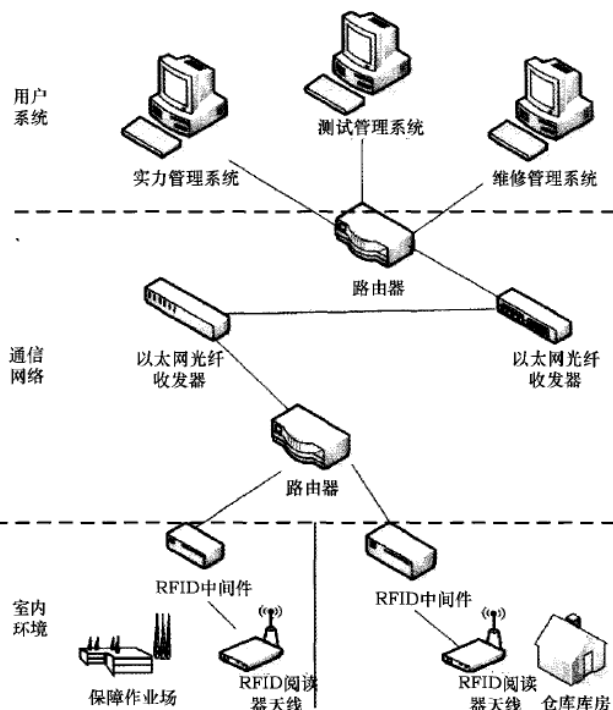 用户
系统
测试管理系统
实力管理系统
维修管理系统
路由器
通信
网络
以太网光纤
收发器
以太网光纤
收发器
路由器
RFID中间件
RFID中间件
室内
环境
保障作业场
RFID阅读
器天线
RFID阅读
器天线
仓库库房